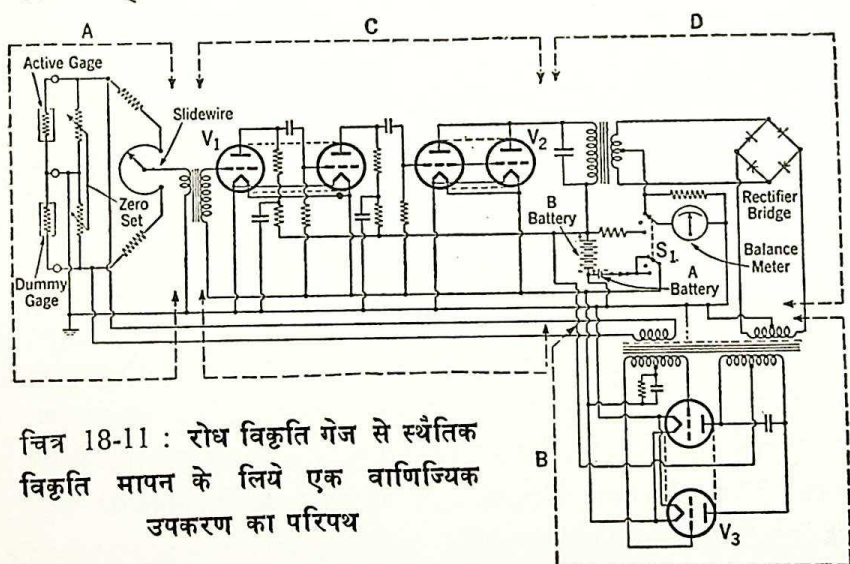 A
C
D
Active Gage
Slidewire
V1
V2
Zero
Set
Dummy
Gage
B
Battery
S1
A
Battery
Rectifier
Bridge
Balance
Meter
B
V3
चित्र 18-11 : रोध विकृति गेज से स्थैतिक
विकृति मापन के लिये एक वाणिज्यिक
उपकरण का परिपथ